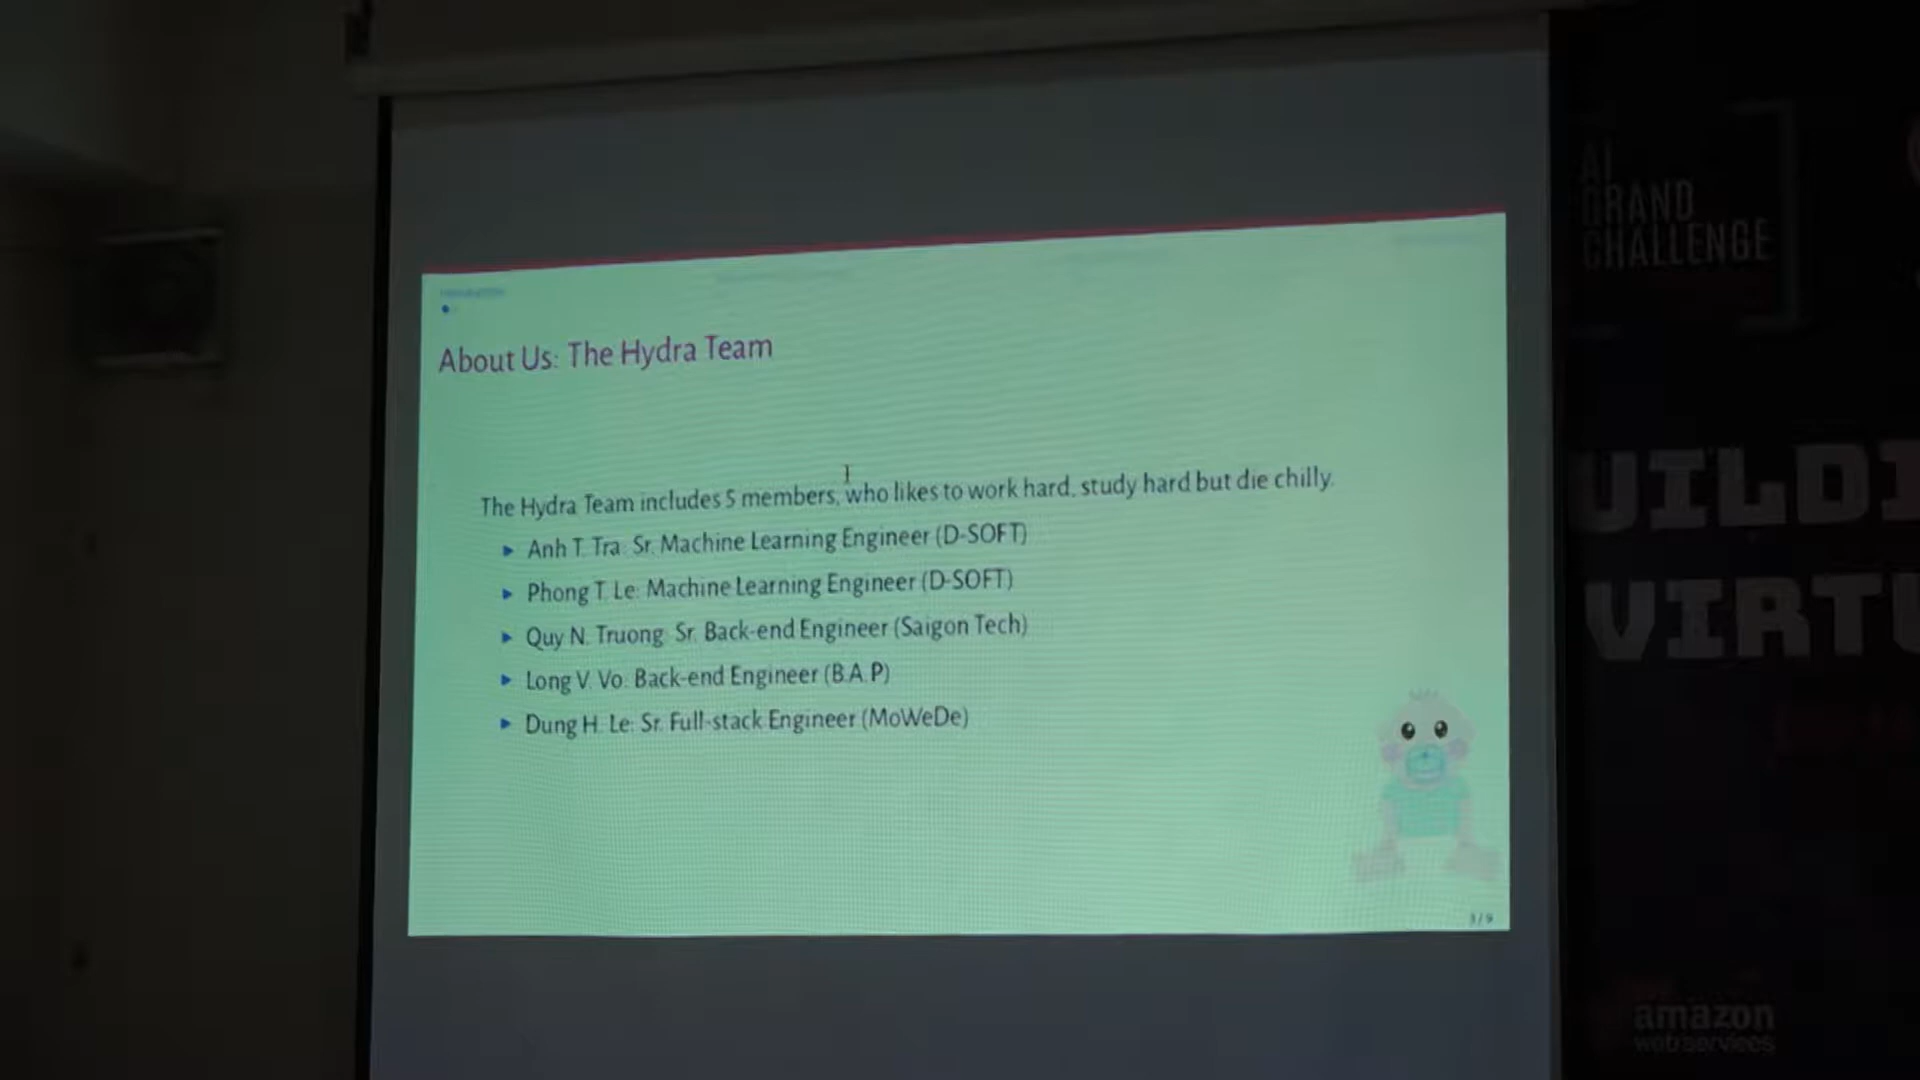 About Us: The Hydra Team
The Hydra Team includes 5 members, who likes to work hard, study hard but die chilly.
Anh T. Tra: Sr. Machine Learning Engineer (D-SOFT)
Phong T. Le: Machine Learning Engineer (D-SOFT)
Quy N. Truong: Sr. Back-end Engineer (Saigon Tech)
Long V. Vo: Back-end Engineer (B.A.P)
Dung H. Le: Sr. Full-stack Engineer (MoWeDe)
3/9
AI
GRAND
CHALLENGE
UILDI
VIRTU
amazon
webservices